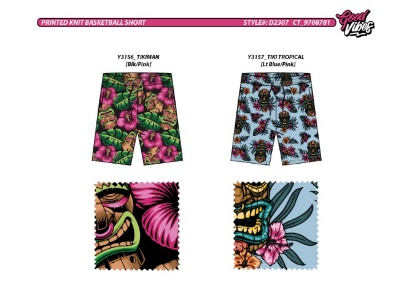 PRINTED KNIT BASKETBALL SHORT
STYLE#: D2307 CT_9708781
Good
Vibes
Y3156_TIKIMAN
[Blk/Pink]
Y3157_TIKI TROPICAL
[Lt Blue/Pink]